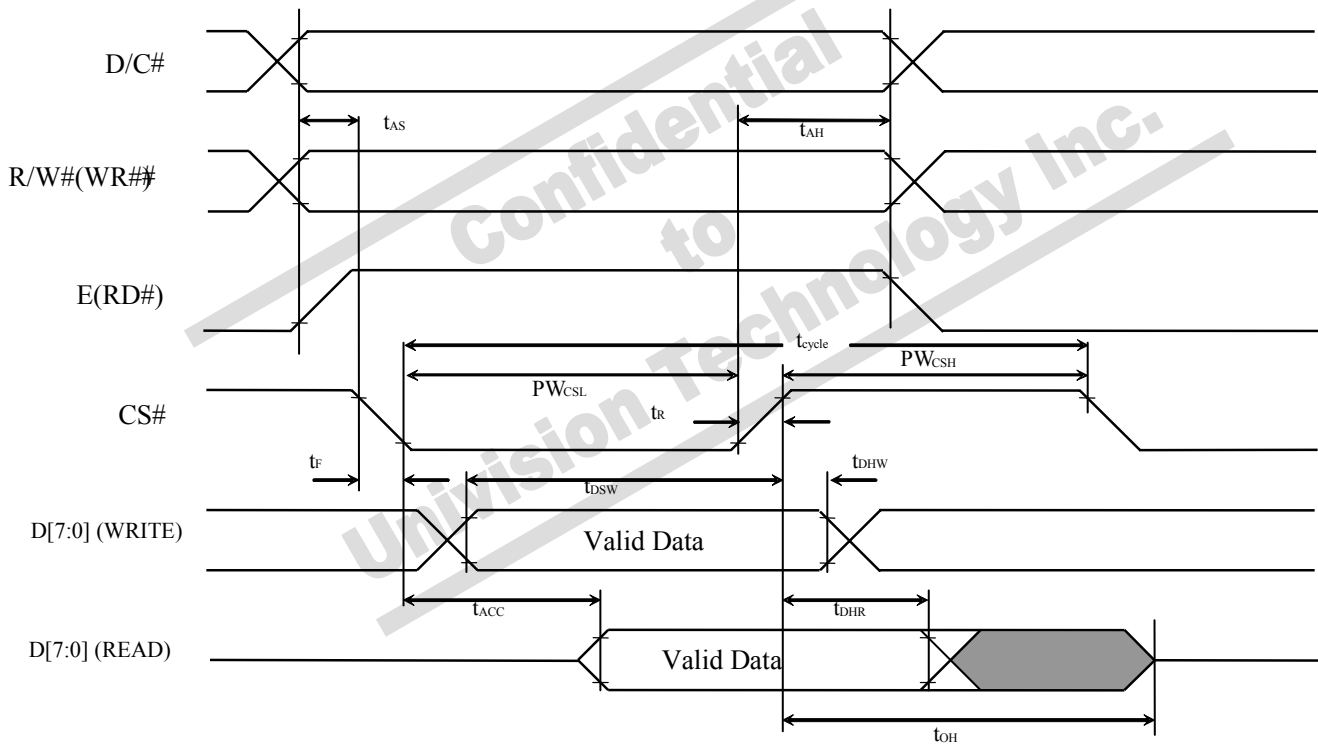 D/C#
tAS
tAH
R/W#(WR##)
E(RD#)
tcycle
PWCSL
PWCSH
CS#
tR
tF
tDSW
tDHW
D[7:0] (WRITE)
Valid Data
tACC
tDHR
D[7:0] (READ)
Valid Data
tOH
Confidential
to
Univision Technology Inc.